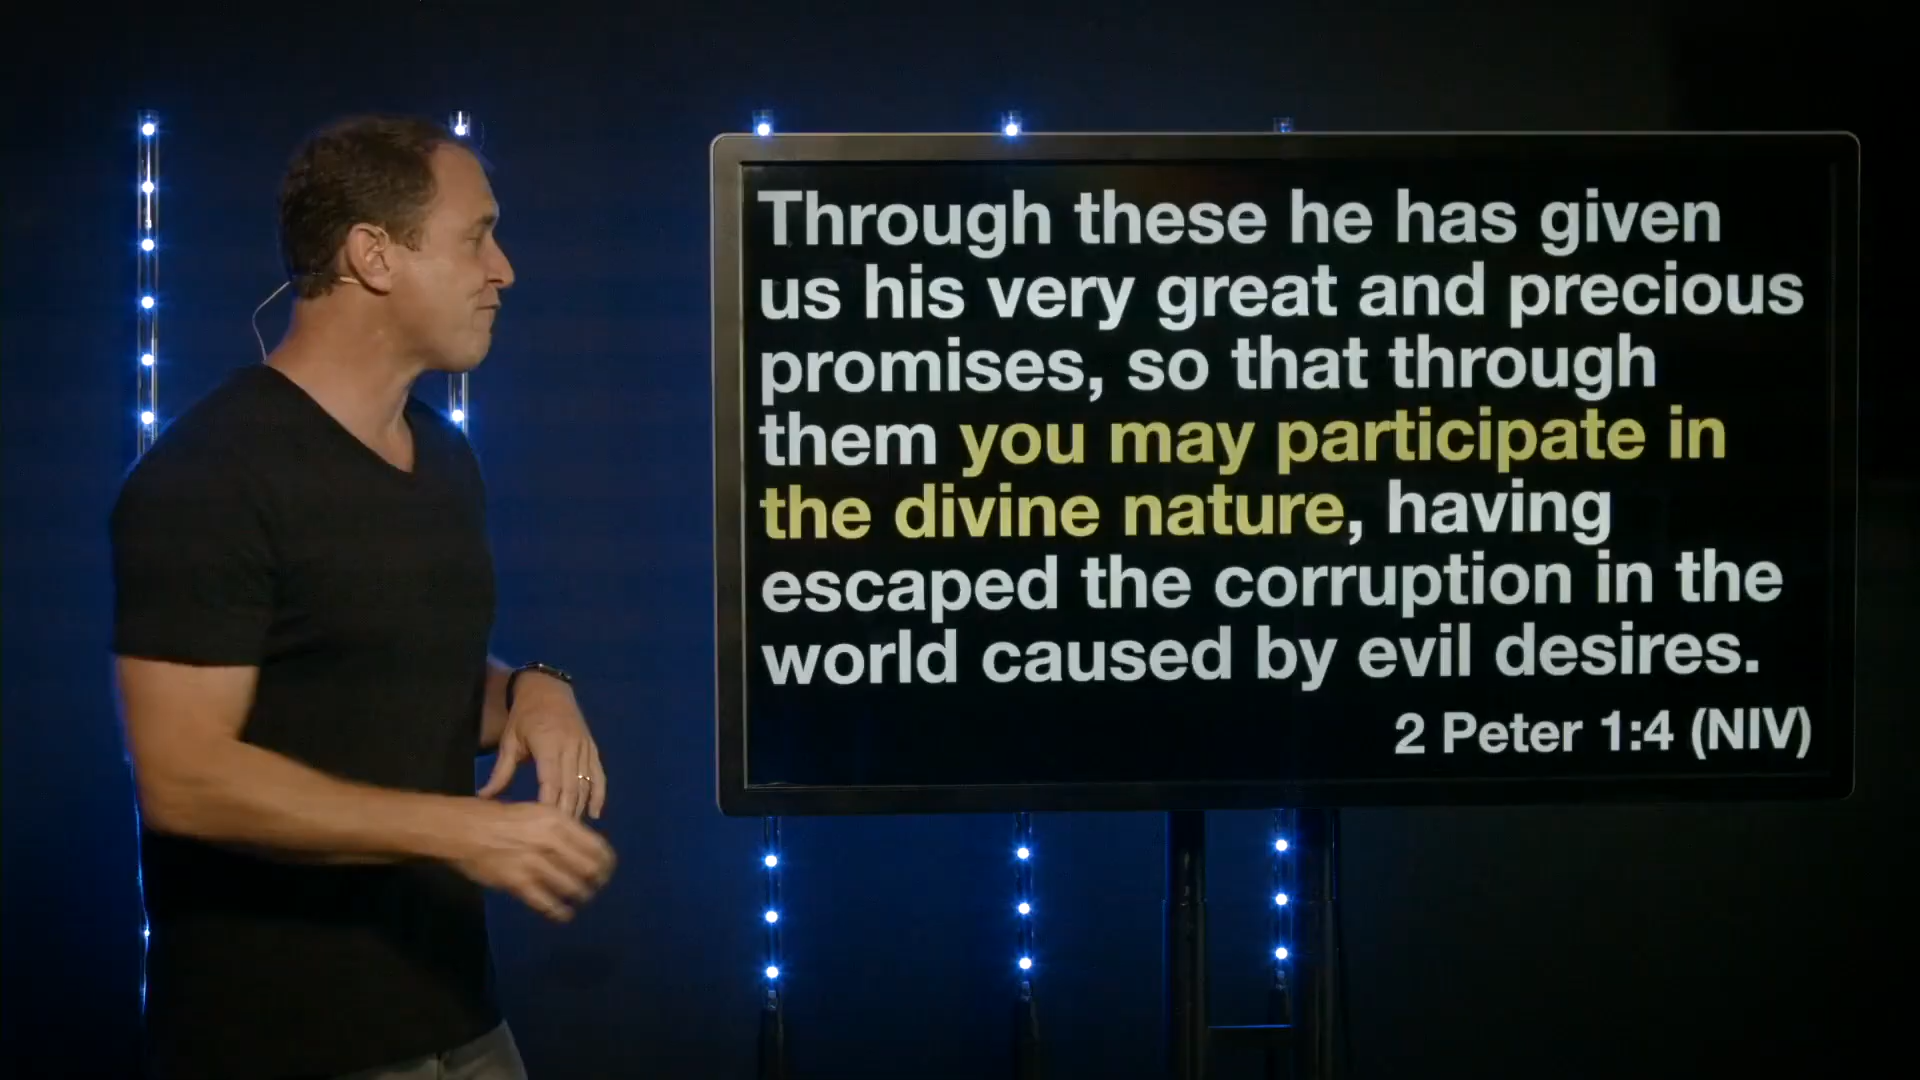 Through these he has given
us his very great and precious
promises, so that through
them you may participate in
the divine nature, having
escaped the corruption in the
world caused by evil desires.
2 Peter 1:4 (NIV)